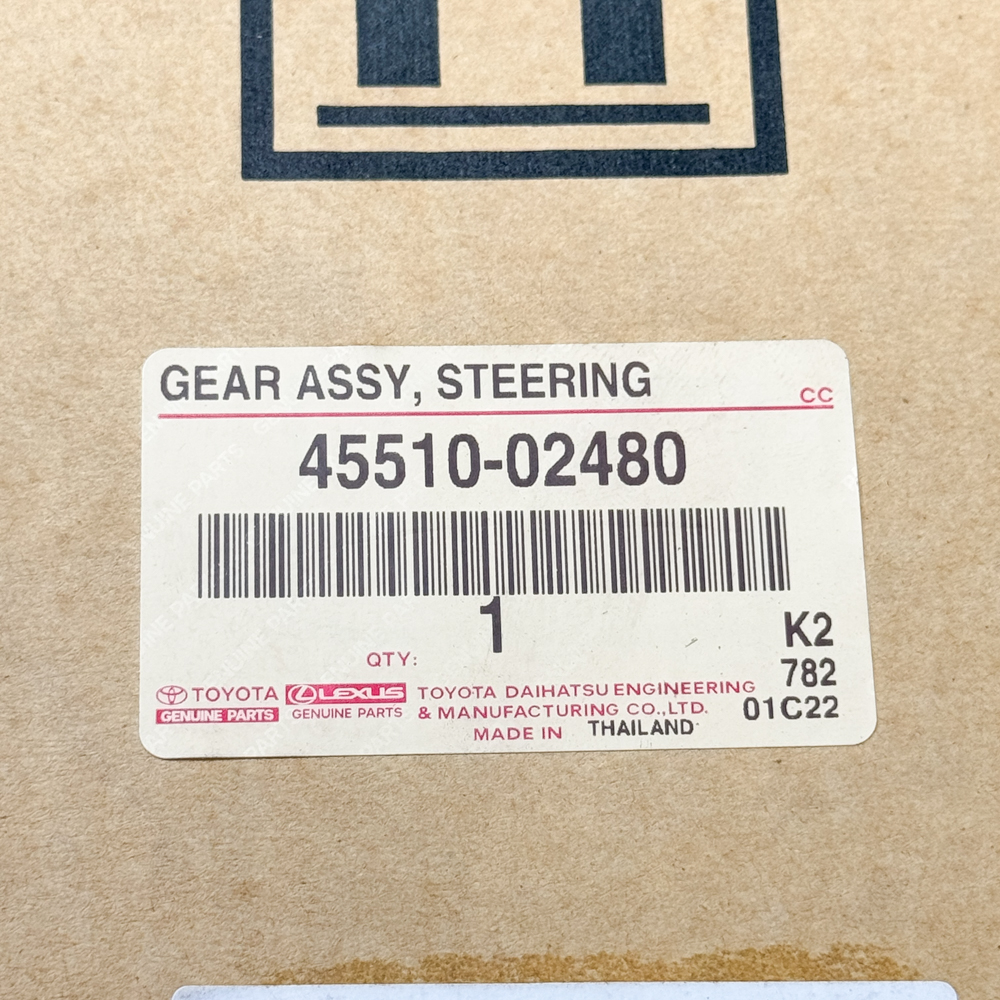 GEAR ASSY, STEERING
CC
45510-02480
1
QTY:
K2
782
01C22
TOYOTA
GENUINE PARTS
LEXUS
GENUINE PARTS
TOYOTA DAIHATSU ENGINEERING
& MANUFACTURING CO.,LTD.
MADE IN THAILAND